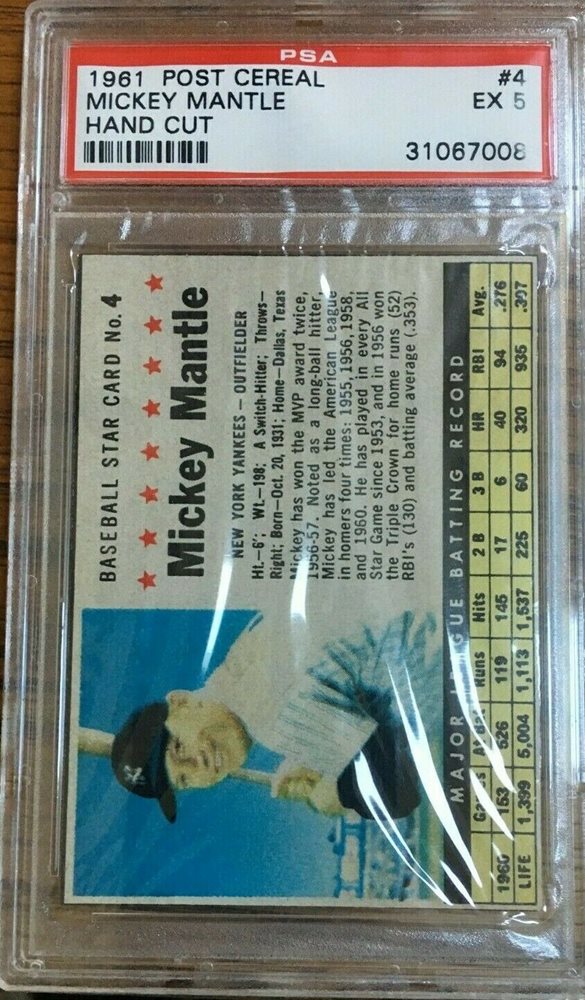 PSA
1961 POST CEREAL #4
MICKEY MANTLE EX 5
HAND CUT
31067008
BASEBALL STAR CARD No. 4
Mickey Mantle
NEW YORK YANKEES – OUTFIELDER
Ht.—6'; Wt.—198; A Switch-Hitter; Throws—
Right; Born—Oct. 20, 1931; Home—Dallas, Texas
Mickey has won the MVP award twice,
1956-57. Noted as a long-ball hitter,
Mickey has led the American League
in homers four times: 1955, 1956, 1958,
and 1960. He has played in every All
Star Game since 1953, and in 1956 won
the Triple Crown for home runs (52)
RBI's (130) and batting average (.353).
MAJOR LEAGUE BATTING RECORD
Games At Bat Runs Hits 2 B 3 B HR RBI Avg.
1960 153 526 119 145 17 6 40 94 .276
LIFE 1,399 5,004 1,113 1,537 225 60 320 935 .307
NY